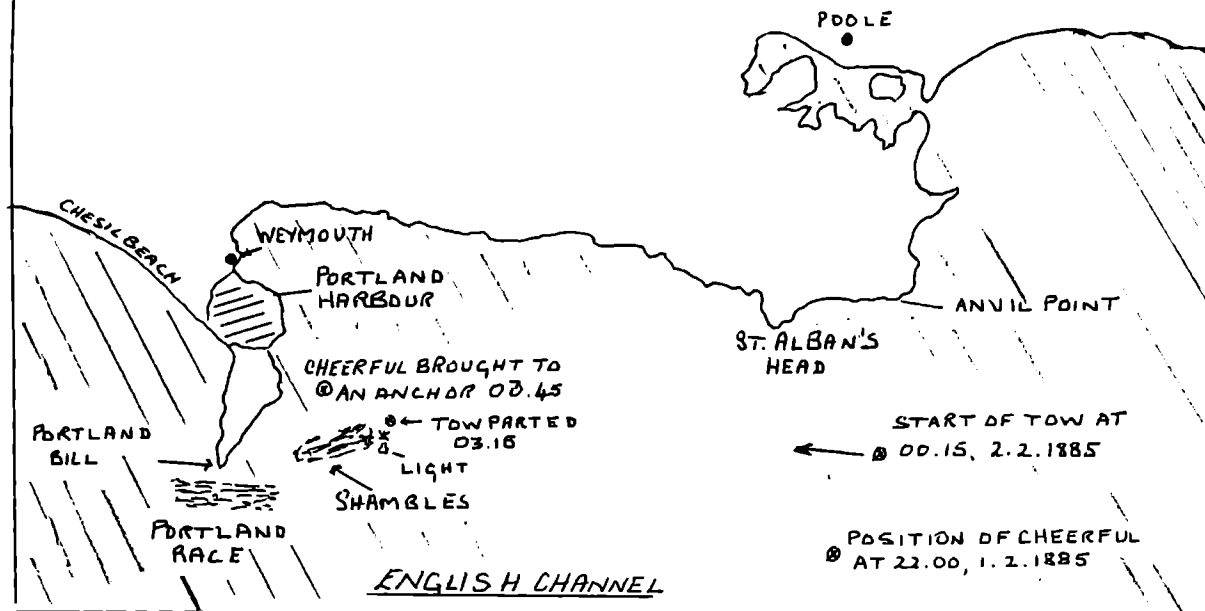 POOLE
CHESIL BEACH
WEYMOUTH
PORTLAND
HARBOUR
ANVIL POINT
ST. ALBAN'S
HEAD
CHEERFUL BROUGHT TO
AN ANCHOR 03.45
TOW PARTED
03.15
LIGHT
SHAMBLES
PORTLAND
BILL
PORTLAND
RACE
START OF TOW AT
00.15, 2.2.1885
POSITION OF CHEERFUL
AT 22.00, 1.2.1885
ENGLISH CHANNEL